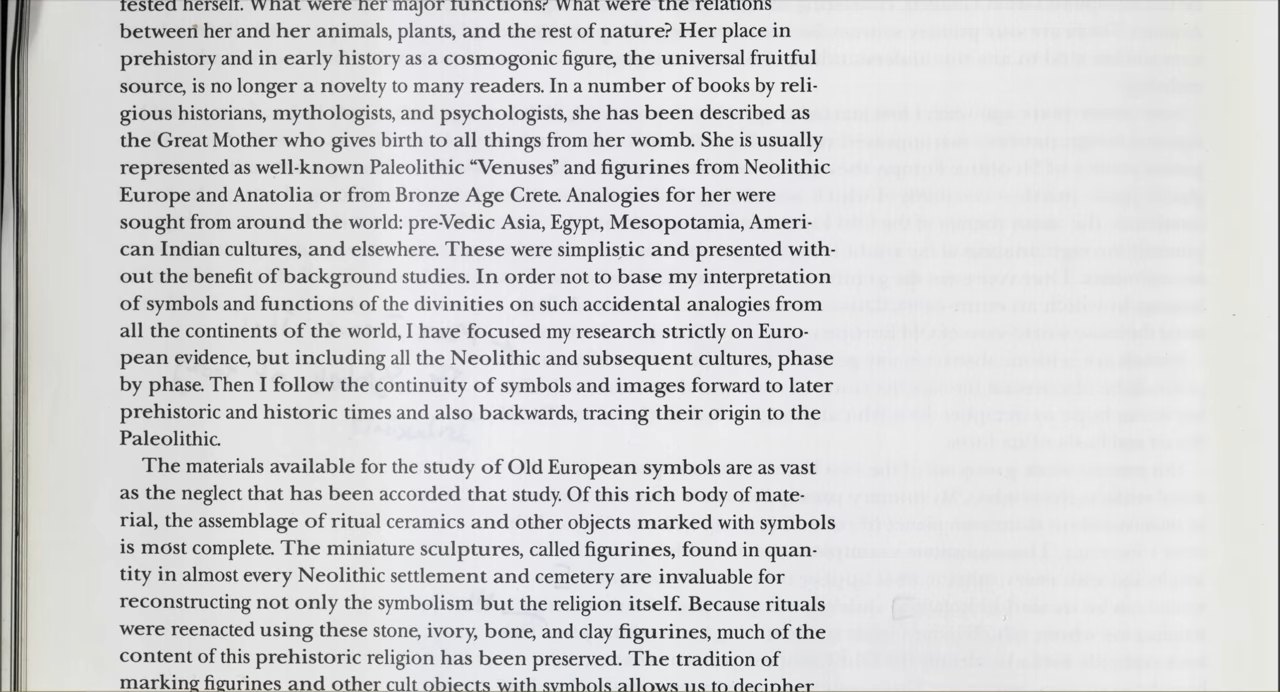 tested herself. What were her major functions? What were the relations
between her and her animals, plants, and the rest of nature? Her place in
prehistory and in early history as a cosmogonic figure, the universal fruitful
source, is no longer a novelty to many readers. In a number of books by reli-
gious historians, mythologists, and psychologists, she has been described as
the Great Mother who gives birth to all things from her womb. She is usually
represented as well-known Paleolithic “Venuses” and figurines from Neolithic
Europe and Anatolia or from Bronze Age Crete. Analogies for her were
sought from around the world: pre-Vedic Asia, Egypt, Mesopotamia, Ameri-
can Indian cultures, and elsewhere. These were simplistic and presented with-
out the benefit of background studies. In order not to base my interpretation
of symbols and functions of the divinities on such accidental analogies from
all the continents of the world, I have focused my research strictly on Euro-
pean evidence, but including all the Neolithic and subsequent cultures, phase
by phase. Then I follow the continuity of symbols and images forward to later
prehistoric and historic times and also backwards, tracing their origin to the
Paleolithic.
The materials available for the study of Old European symbols are as vast
as the neglect that has been accorded that study. Of this rich body of mate-
rial, the assemblage of ritual ceramics and other objects marked with symbols
is most complete. The miniature sculptures, called figurines, found in quan-
tity in almost every Neolithic settlement and cemetery are invaluable for
reconstructing not only the symbolism but the religion itself. Because rituals
were reenacted using these stone, ivory, bone, and clay figurines, much of the
content of this prehistoric religion has been preserved. The tradition of
marking figurines and other cult objects with symbols allows us to decipher